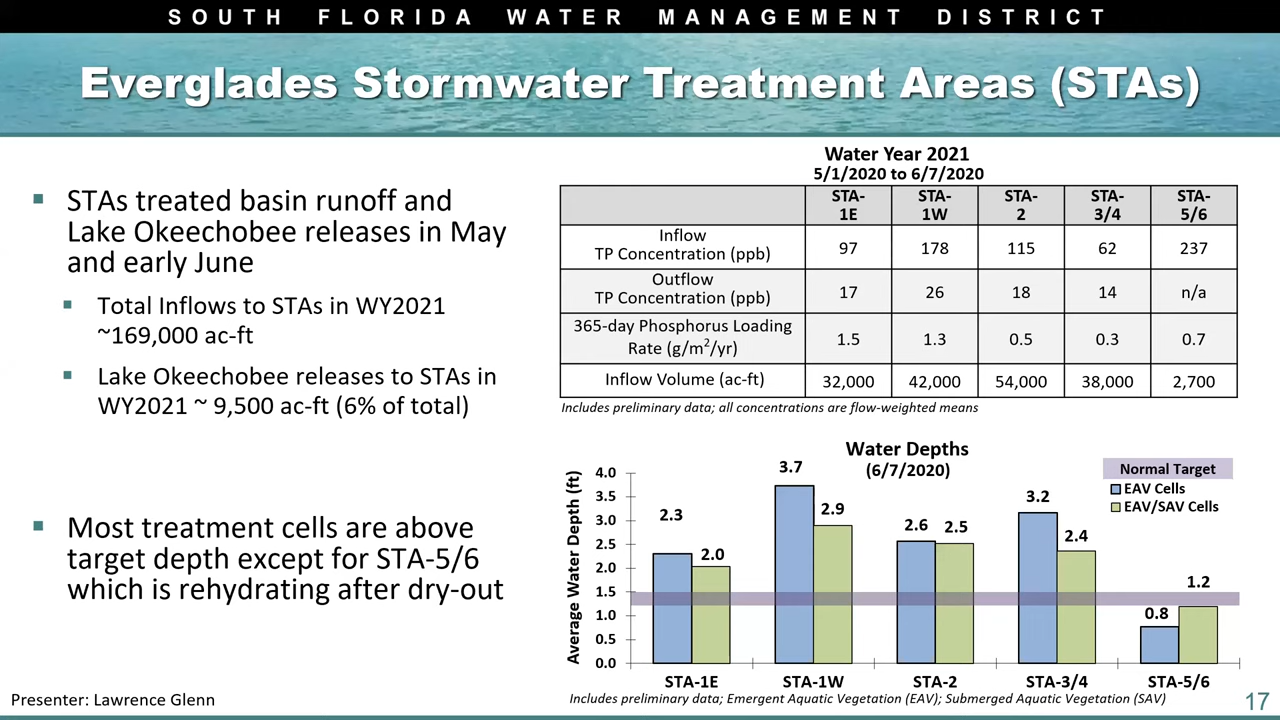 SOUTH FLORIDA WATER MANAGEMENT DISTRICT
Everglades Stormwater Treatment Areas (STAs)
▪ STAs treated basin runoff and
Lake Okeechobee releases in May
and early June
▪ Total Inflows to STAs in WY2021
~169,000 ac-ft
▪ Lake Okeechobee releases to STAs in
WY2021 ~ 9,500 ac-ft (6% of total)
▪ Most treatment cells are above
target depth except for STA-5/6
which is rehydrating after dry-out
Water Year 2021
5/1/2020 to 6/7/2020
STA- STA- STA- STA- STA-
1E 1W 2 3/4 5/6
Inflow
TP Concentration (ppb) 97 178 115 62 237
Outflow
TP Concentration (ppb) 17 26 18 14 n/a
365-day Phosphorus Loading
Rate (g/m²/yr) 1.5 1.3 0.5 0.3 0.7
Inflow Volume (ac-ft) 32,000 42,000 54,000 38,000 2,700
Includes preliminary data; all concentrations are flow-weighted means
Water Depths
(6/7/2020)
Normal Target
EAV Cells
EAV/SAV Cells
Average Water Depth (ft)
4.0
3.5
3.0
2.5
2.0
1.5
1.0
0.5
0.0
2.3 2.0
3.7 2.9
2.6 2.5
3.2 2.4
0.8 1.2
STA-1E STA-1W STA-2 STA-3/4 STA-5/6
Includes preliminary data; Emergent Aquatic Vegetation (EAV); Submerged Aquatic Vegetation (SAV)
Presenter: Lawrence Glenn
17